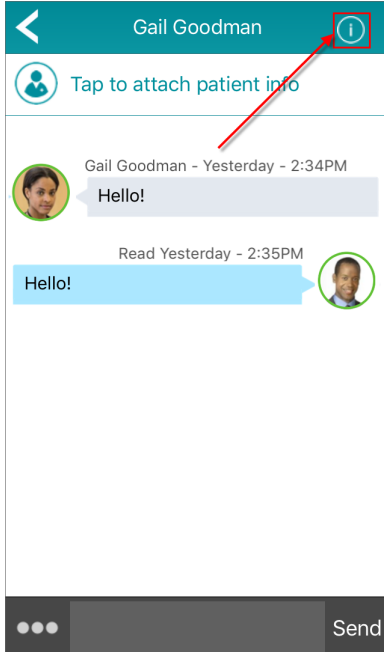 Gail Goodman
i
Tap to attach patient info
Gail Goodman - Yesterday - 2:34PM
Hello!
Read Yesterday - 2:35PM
Hello!
Send